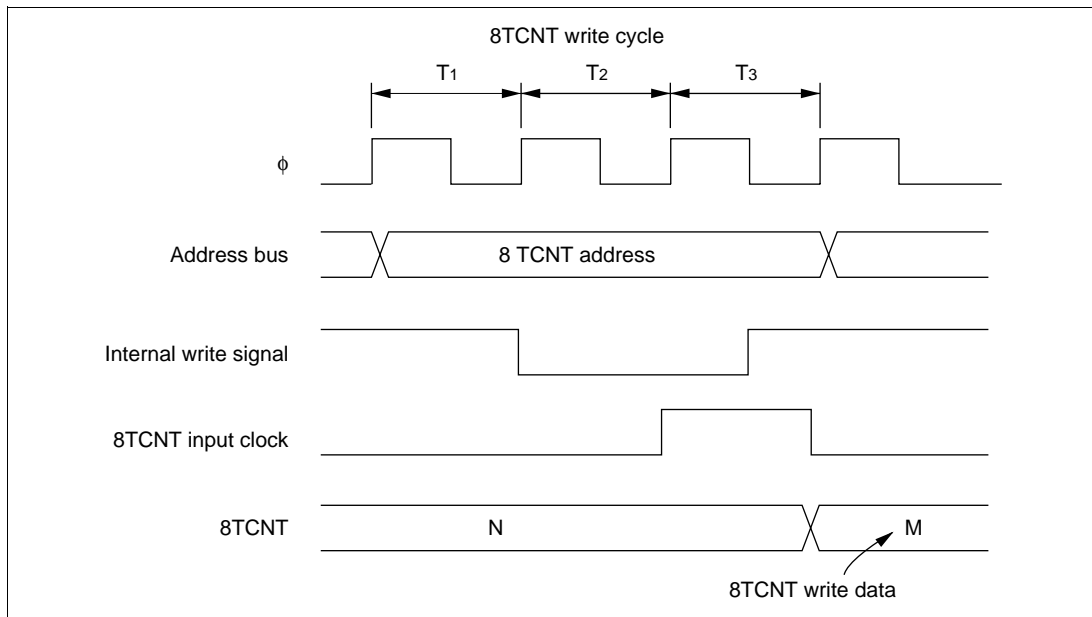 8TCNT write cycle
T1 T2 T3
ϕ
Address bus
8 TCNT address
Internal write signal
8TCNT input clock
8TCNT
N
M
8TCNT write data